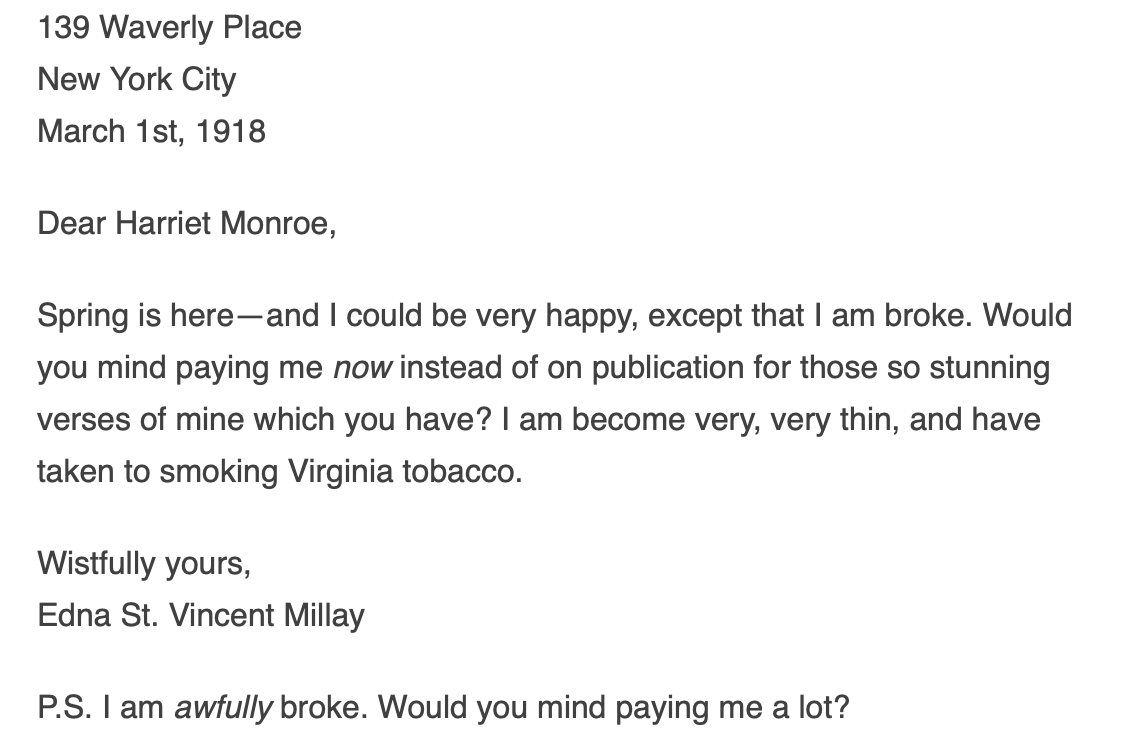 139 Waverly Place
New York City
March 1st, 1918
Dear Harriet Monroe,
Spring is here—and I could be very happy, except that I am broke. Would
you mind paying me now instead of on publication for those so stunning
verses of mine which you have? I am become very, very thin, and have
taken to smoking Virginia tobacco.
Wistfully yours,
Edna St. Vincent Millay
P.S. I am awfully broke. Would you mind paying me a lot?